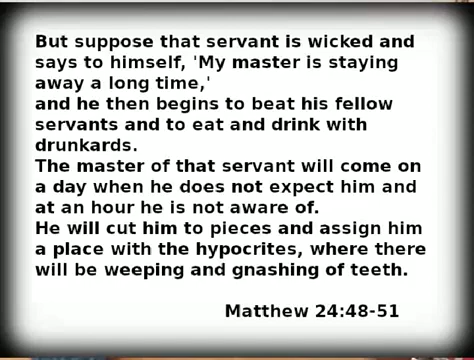 But suppose that servant is wicked and
says to himself, 'My master is staying
away a long time,'
and he then begins to beat his fellow
servants and to eat and drink with
drunkards.
The master of that servant will come on
a day when he does not expect him and
at an hour he is not aware of.
He will cut him to pieces and assign him
a place with the hypocrites, where there
will be weeping and gnashing of teeth.
Matthew 24:48-51